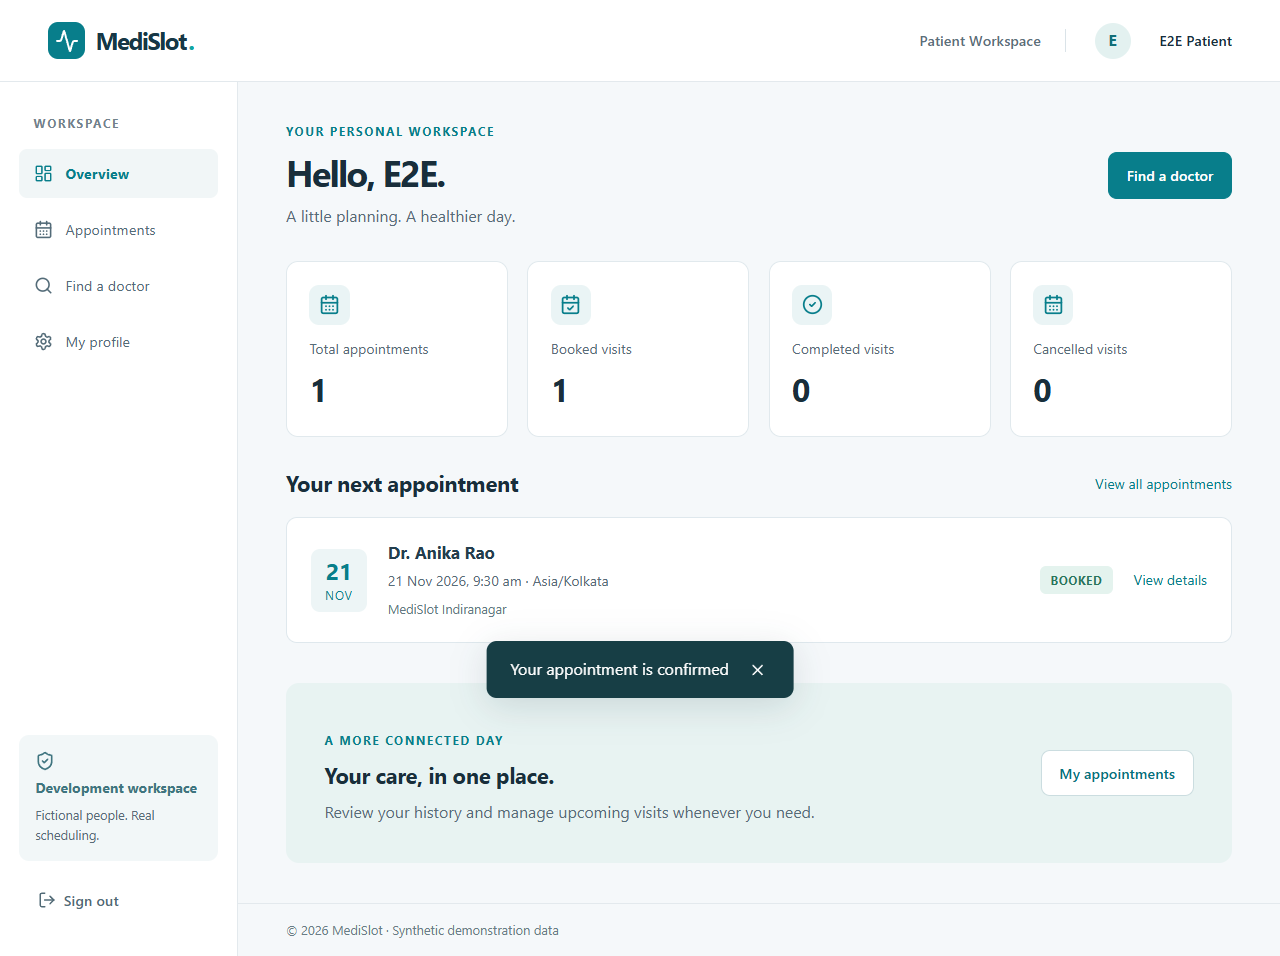 MediSlot.
Patient Workspace
E
E2E Patient
WORKSPACE
Overview
Appointments
Find a doctor
My profile
Development workspace
Fictional people. Real
scheduling.
Sign out
YOUR PERSONAL WORKSPACE
Hello, E2E.
A little planning. A healthier day.
Find a doctor
Total appointments
1
Booked visits
1
Completed visits
0
Cancelled visits
0
Your next appointment
View all appointments
21
NOV
Dr. Anika Rao
21 Nov 2026, 9:30 am · Asia/Kolkata
MediSlot Indiranagar
BOOKED
View details
Your appointment is confirmed
A MORE CONNECTED DAY
Your care, in one place.
Review your history and manage upcoming visits whenever you need.
My appointments
© 2026 MediSlot · Synthetic demonstration data